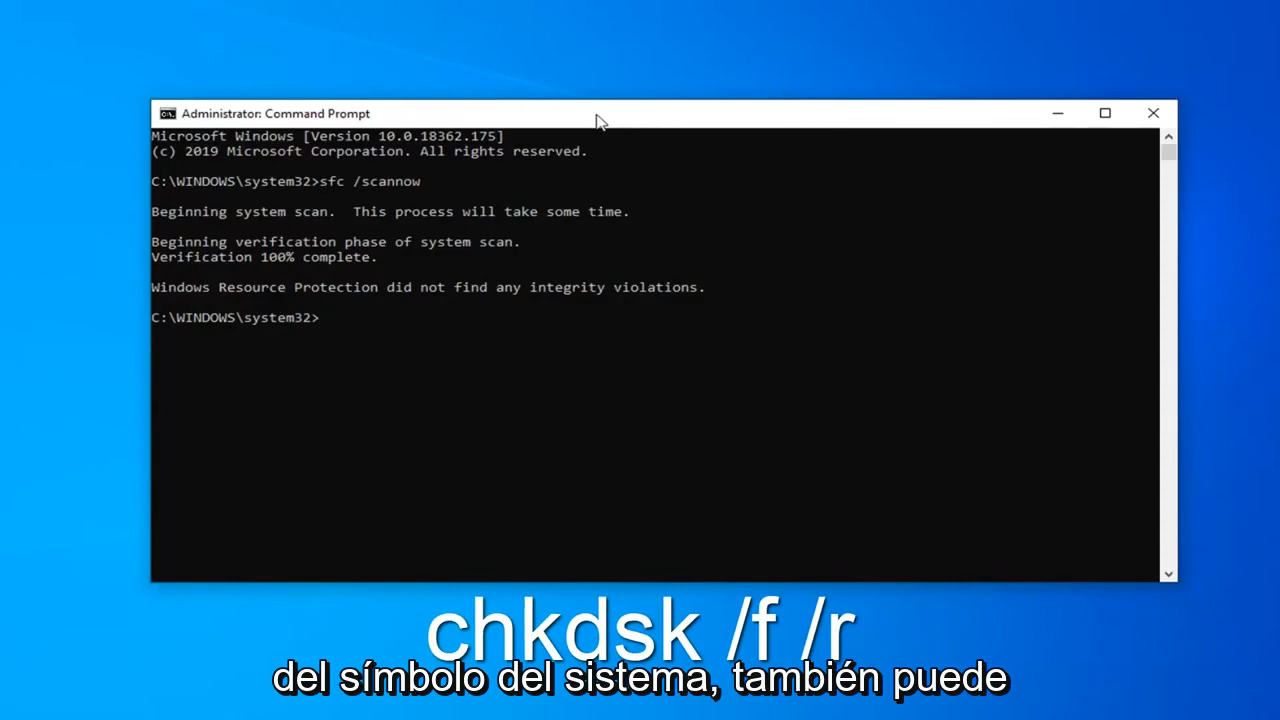 Administrator: Command Prompt
Microsoft Windows [Version 10.0.18362.175]
(c) 2019 Microsoft Corporation. All rights reserved.
C:\WINDOWS\system32>sfc /scannow
Beginning system scan.  This process will take some time.
Beginning verification phase of system scan.
Verification 100% complete.
Windows Resource Protection did not find any integrity violations.
C:\WINDOWS\system32>
chkdsk /f /r
del símbolo del sistema, también puede